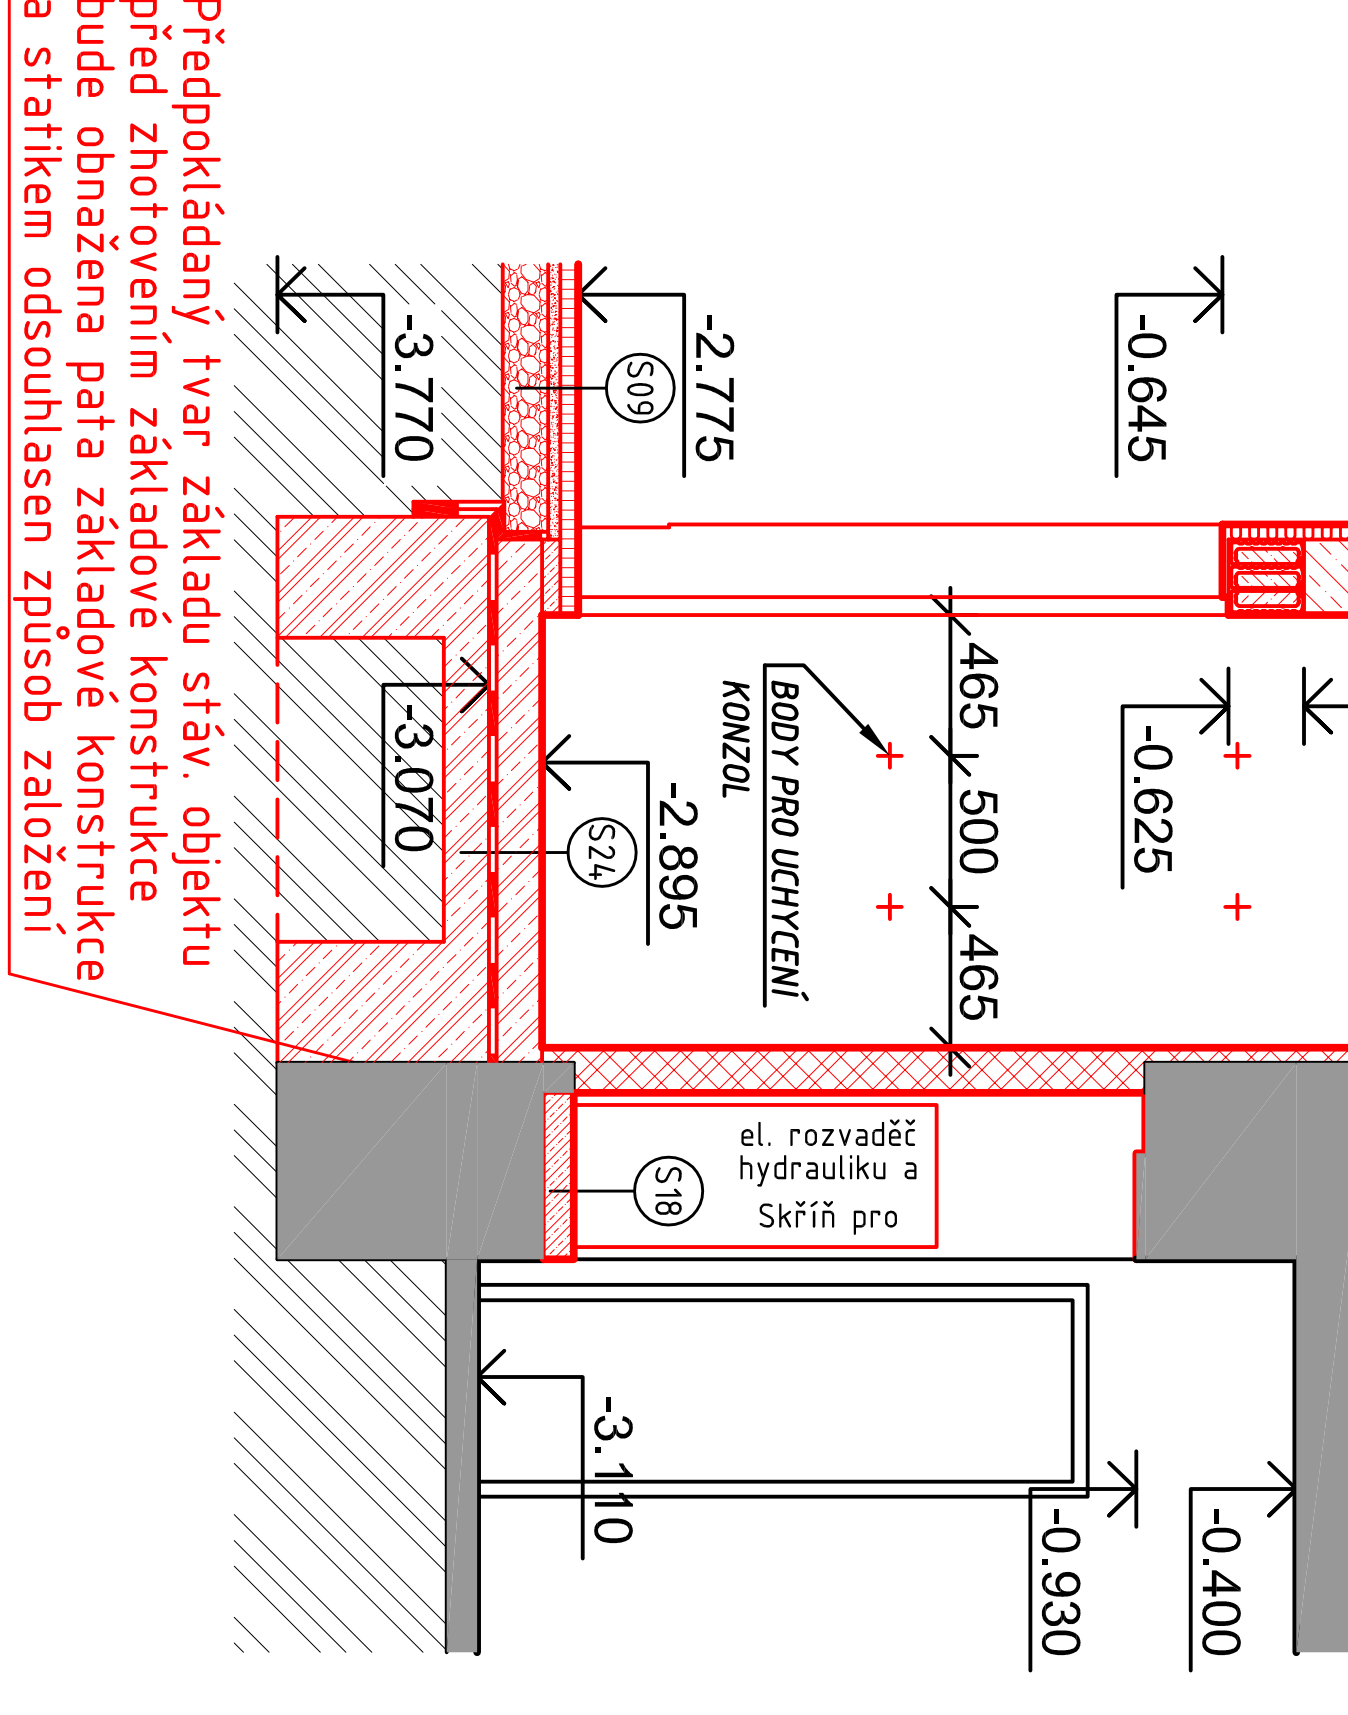 Předpokládaný tvar základu stáv. objektu
před zhotovením základové konstrukce
bude obnažena pata základové konstrukce
a statikem odsouhlasen způsob založení
-3.770
-2.775
-0.645
S09
465
500
465
-0.625
BODY PRO UCHYCENÍ
KONZOL
-3.070
-2.895
S24
el. rozvaděč
hydrauliku a
Skříň pro
S18
-3.110
-0.930
-0.400